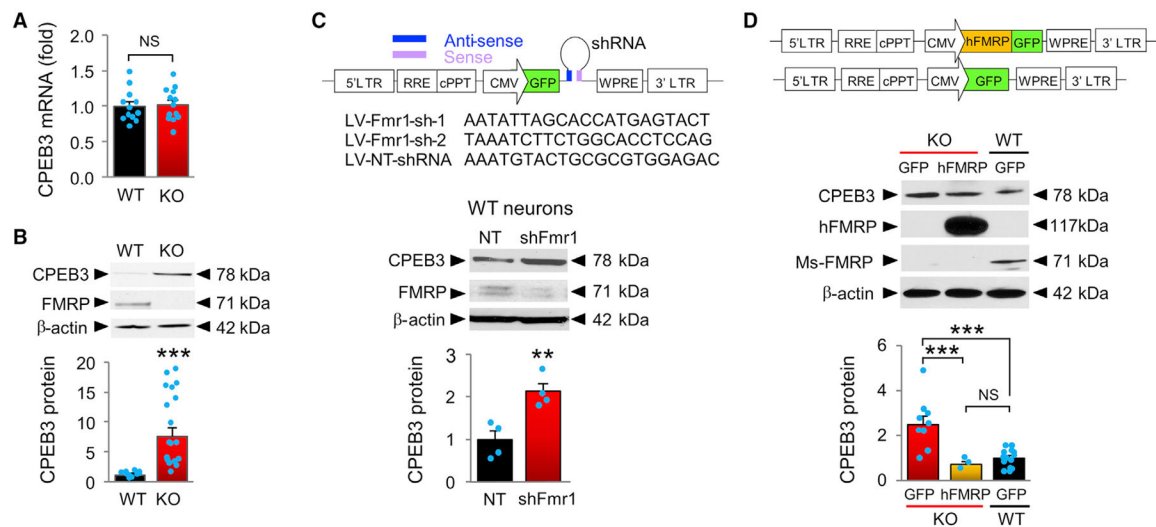 A
NS
CPEB3 mRNA (fold)
2.0
1.5
1.0
0.5
0.0
WT
KO
B
WT KO
CPEB3 78 kDa
FMRP 71 kDa
β-actin 42 kDa
***
CPEB3 protein
20
15
10
5
0
WT KO
C
Anti-sense
Sense
shRNA
5'LTR RRE cPPT CMV GFP WPRE 3' LTR
LV-Fmr1-sh-1 AATATTAGCACCATGAGTACT
LV-Fmr1-sh-2 TAAATCTTCTGGCACCTCCAG
LV-NT-shRNA AAATGTACTGCGCGTGGAGAC
WT neurons
NT shFmr1
CPEB3 78 kDa
FMRP 71 kDa
β-actin 42 kDa
**
CPEB3 protein
3
2
1
0
NT shFmr1
D
5'LTR RRE cPPT CMV hFMRP GFP WPRE 3' LTR
5'LTR RRE cPPT CMV GFP WPRE 3' LTR
KO WT
GFP hFMRP GFP
CPEB3 78 kDa
hFMRP 117kDa
Ms-FMRP 71 kDa
β-actin 42 kDa
***
***
NS
CPEB3 protein
6
4
2
0
GFP hFMRP GFP
KO WT